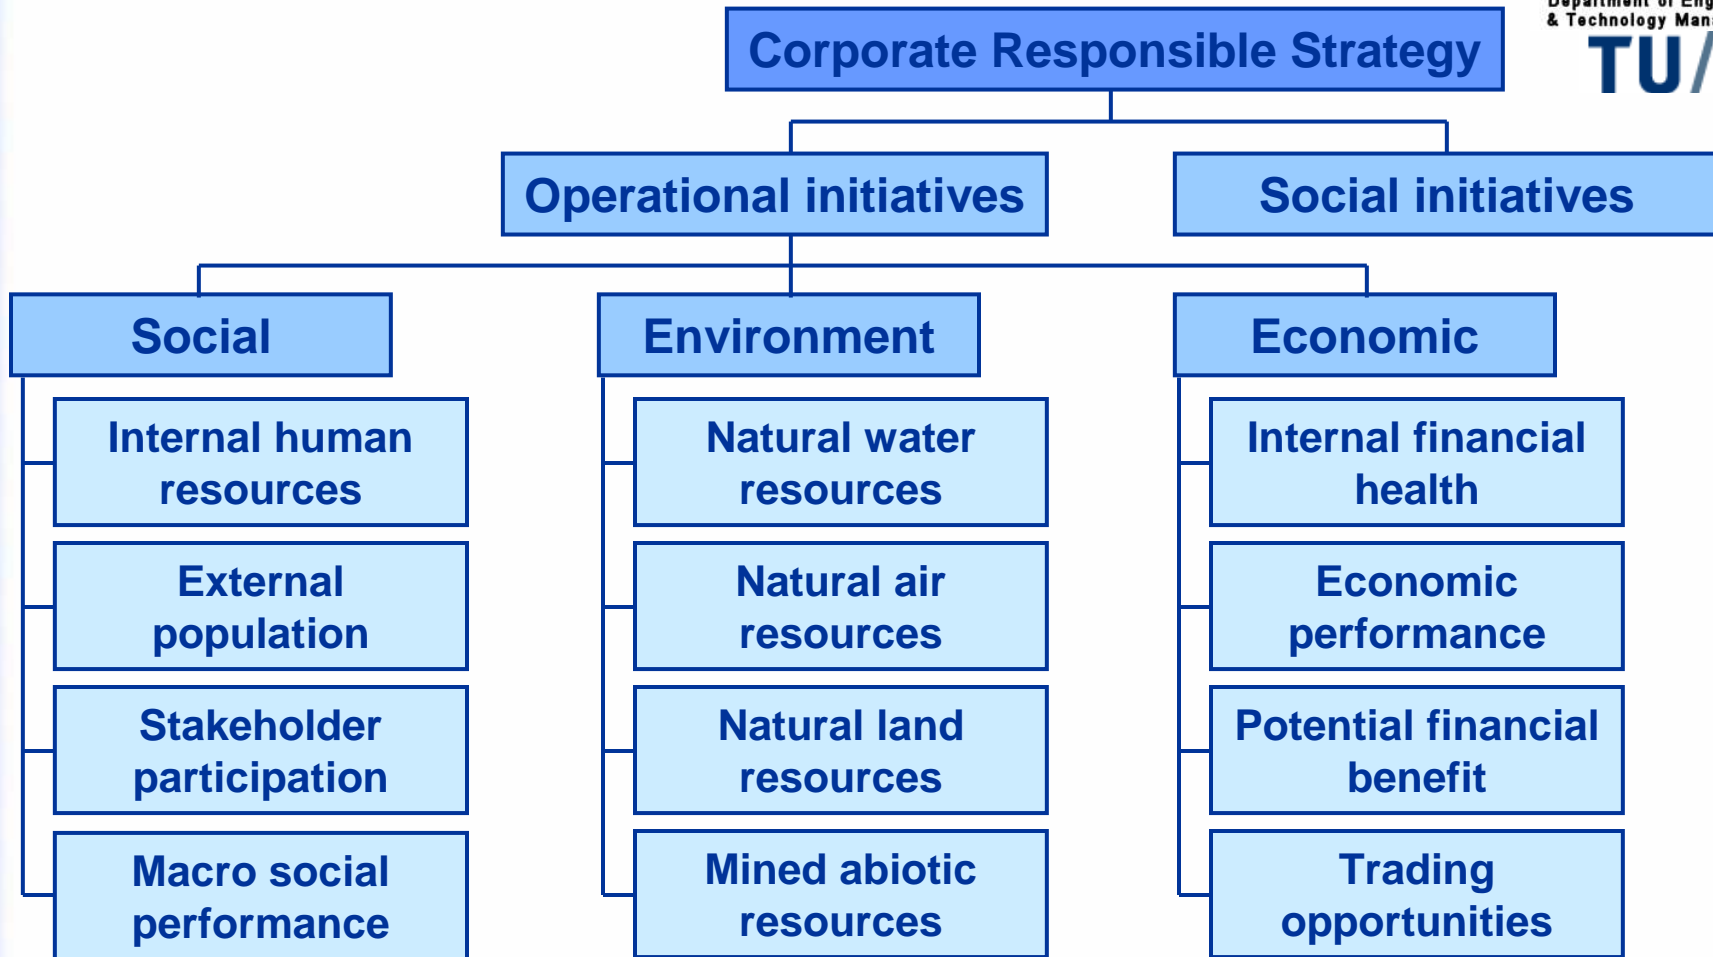 Department of
& Technology
TU/
Corporate Responsible Strategy
Operational initiatives
Social initiatives
Social
Environment
Economic
Internal human
resources
External
population
Stakeholder
participation
Macro social
performance
Natural water
resources
Natural air
resources
Natural land
resources
Mined abiotic
resources
Internal financial
health
Economic
performance
Potential financial
benefit
Trading
opportunities